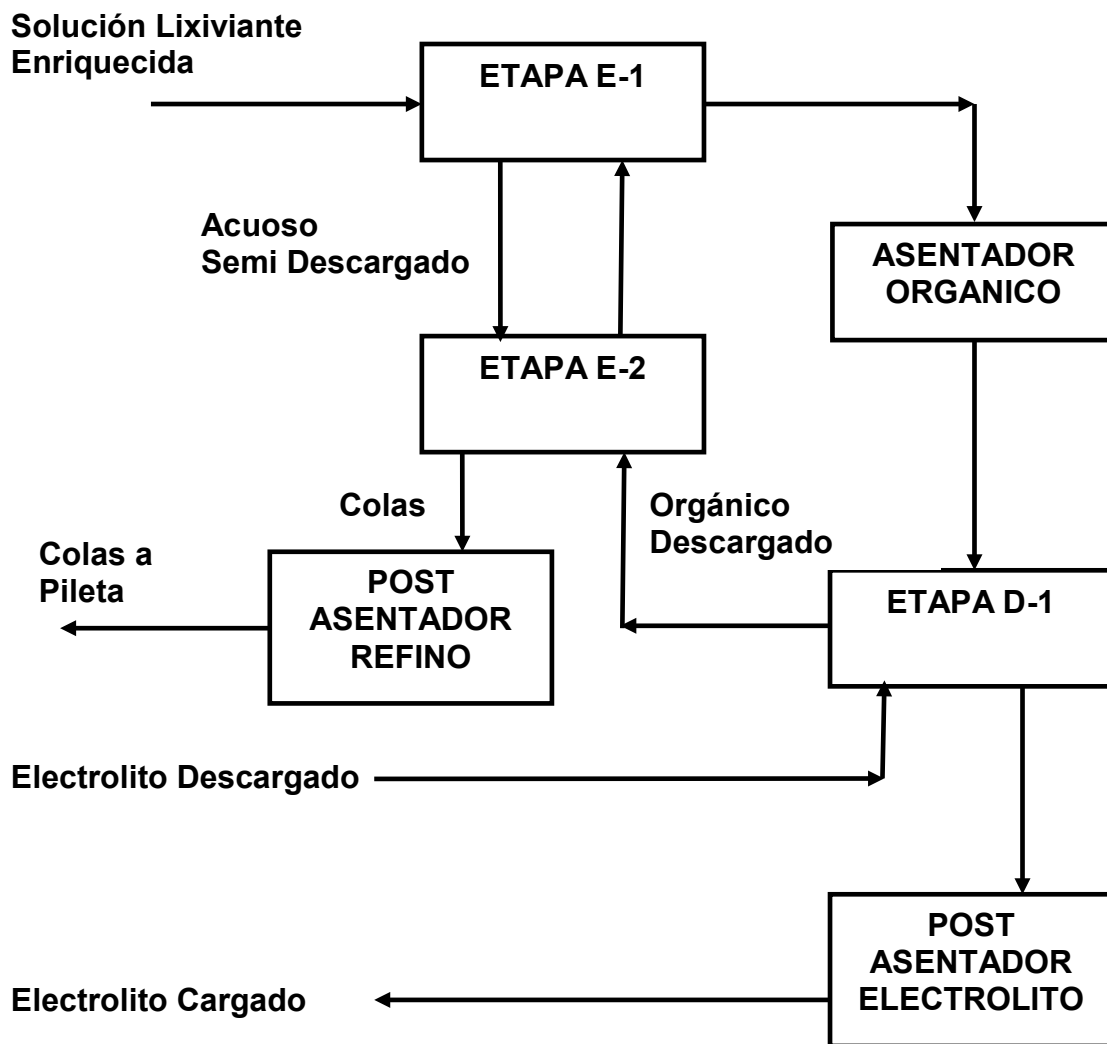 Solución Lixiviante
Enriquecida
ETAPA E-1
Acuoso
Semi Descargado
ASENTADOR
ORGANICO
ETAPA E-2
Colas
Orgánico
Descargado
Colas a
Pileta
POST
ASENTADOR
REFINO
ETAPA D-1
Electrolito Descargado
POST
ASENTADOR
ELECTROLITO
Electrolito Cargado